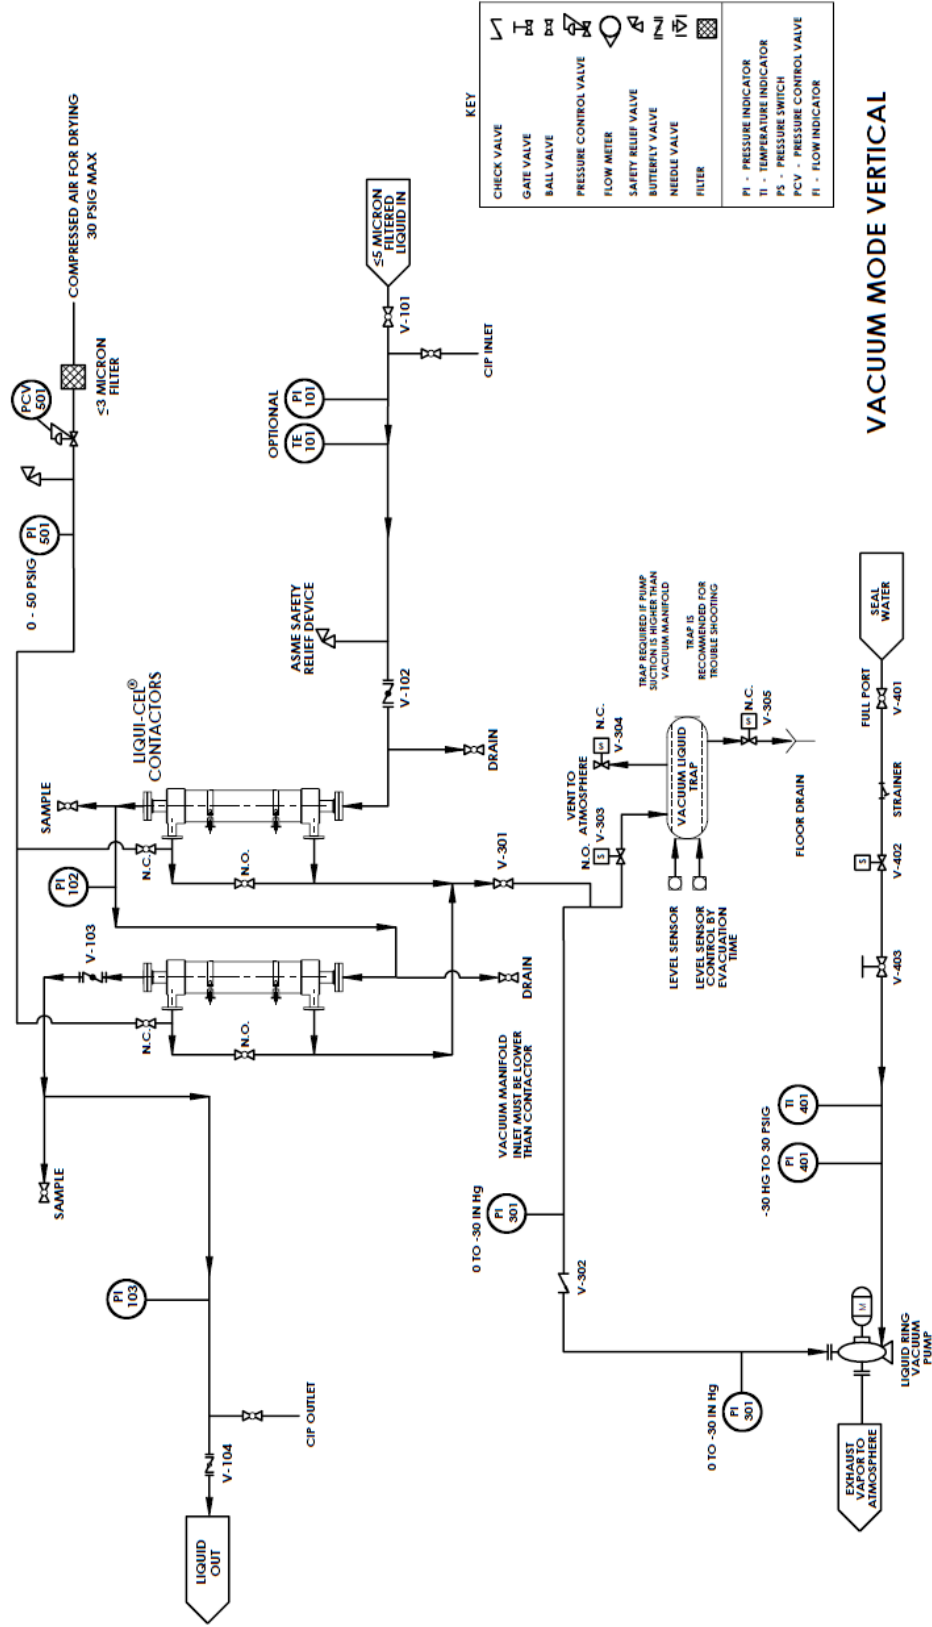 VACUUM MODE VERTICAL
COMPRESSED AIR FOR DRYING
30 PSIG MAX
≤3 MICRON
FILTER
PCV
501
PI
501
0 - 50 PSIG
≤5 MICRON
FILTERED
LIQUID IN
V-101
CIP INLET
OPTIONAL
PI
101
TE
101
ASME SAFETY
RELIEF DEVICE
V-102
DRAIN
LIQUI-CEL®
CONTACTORS
SAMPLE
N.C.
N.O.
PI
102
V-103
N.C.
N.O.
DRAIN
SAMPLE
PI
103
CIP OUTLET
V-104
LIQUID
OUT
V-301
VACUUM MANIFOLD
INLET MUST BE LOWER
THAN CONTACTOR
0 TO -30 IN Hg
PI
301
V-302
0 TO -30 IN Hg
PI
301
VENT TO
ATMOSPHERE
N.O.
S
V-303
N.C.
S
V-304
VACUUM LIQUID
TRAP
TRAP REQUIRED IF PUMP
SUCTION IS HIGHER THAN
VACUUM MANIFOLD
TRAP IS
RECOMMENDED FOR
TROUBLE SHOOTING
N.C.
S
V-305
FLOOR DRAIN
LEVEL SENSOR
LEVEL SENSOR
CONTROL BY
EVACUATION
TIME
SEAL
WATER
FULL PORT
V-401
STRAINER
S
V-402
V-403
TI
401
PI
401
-30 HG TO 30 PSIG
M
LIQUID RING
VACUUM
PUMP
EXHAUST
VAPOR TO
ATMOSPHERE
KEY
CHECK VALVE
GATE VALVE
BALL VALVE
PRESSURE CONTROL VALVE
FLOW METER
SAFETY RELIEF VALVE
BUTTERFLY VALVE
NEEDLE VALVE
FILTER
PI - PRESSURE INDICATOR
TI - TEMPERATURE INDICATOR
PS - PRESSURE SWITCH
PCV - PRESSURE CONTROL VALVE
FI - FLOW INDICATOR